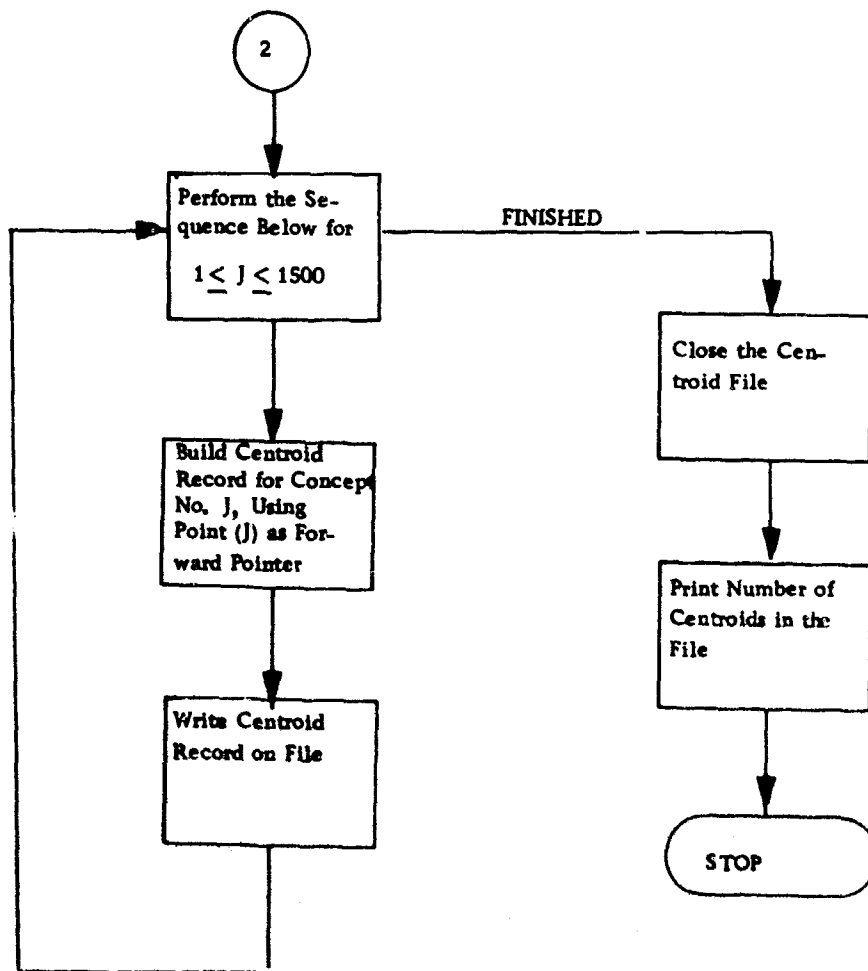 2
Perform the Se-
quence Below for
1 ≤ J ≤ 1500
FINISHED
Close the Cen-
troid File
Build Centroid
Record for Concept
No. J, Using
Point (J) as For-
ward Pointer
Print Number of
Centroids in the
File
Write Centroid
Record on File
STOP